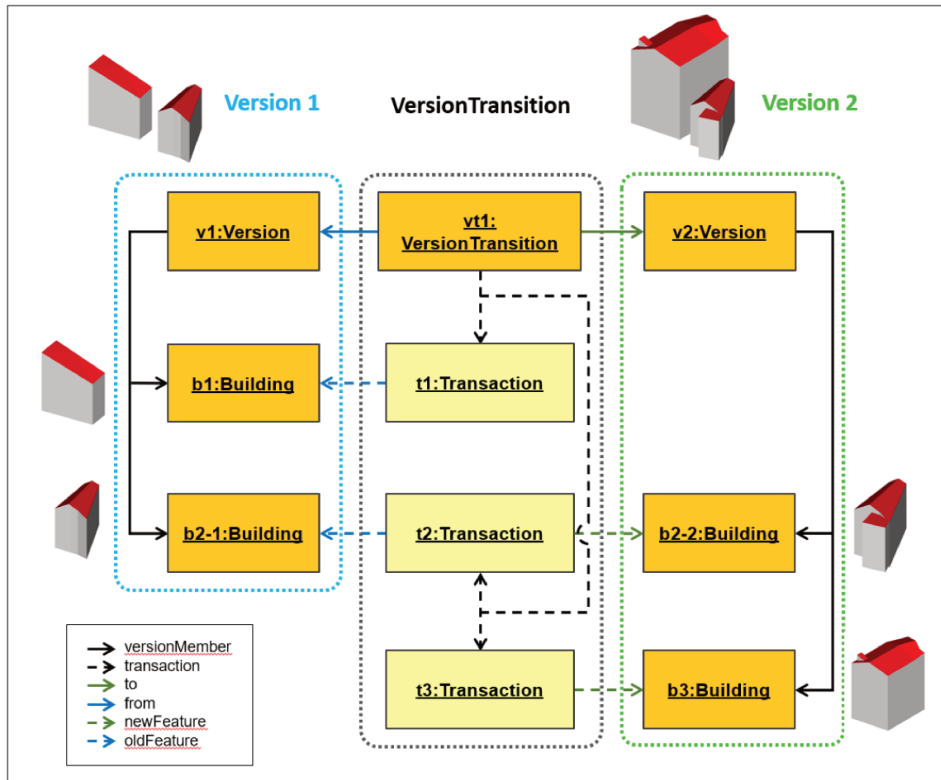 Version 1
VersionTransition
Version 2
v1:Version
vt1:
VersionTransition
v2:Version
b1:Building
t1:Transaction
b2-1:Building
t2:Transaction
b2-2:Building
t3:Transaction
b3:Building
versionMember
transaction
to
from
newFeature
oldFeature